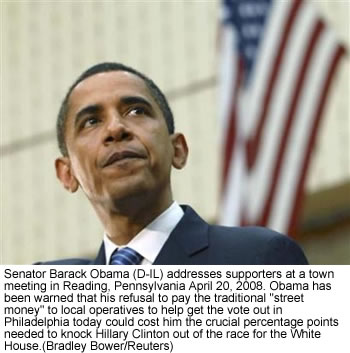 Senator Barack Obama (D-IL) addresses supporters at a town
meeting in Reading, Pennsylvania April 20, 2008. Obama has
been warned that his refusal to pay the traditional "street
money" to local operatives to help get the vote out in
Philadelphia today could cost him the crucial percentage points
needed to knock Hillary Clinton out of the race for the White
House.(Bradley Bower/Reuters)